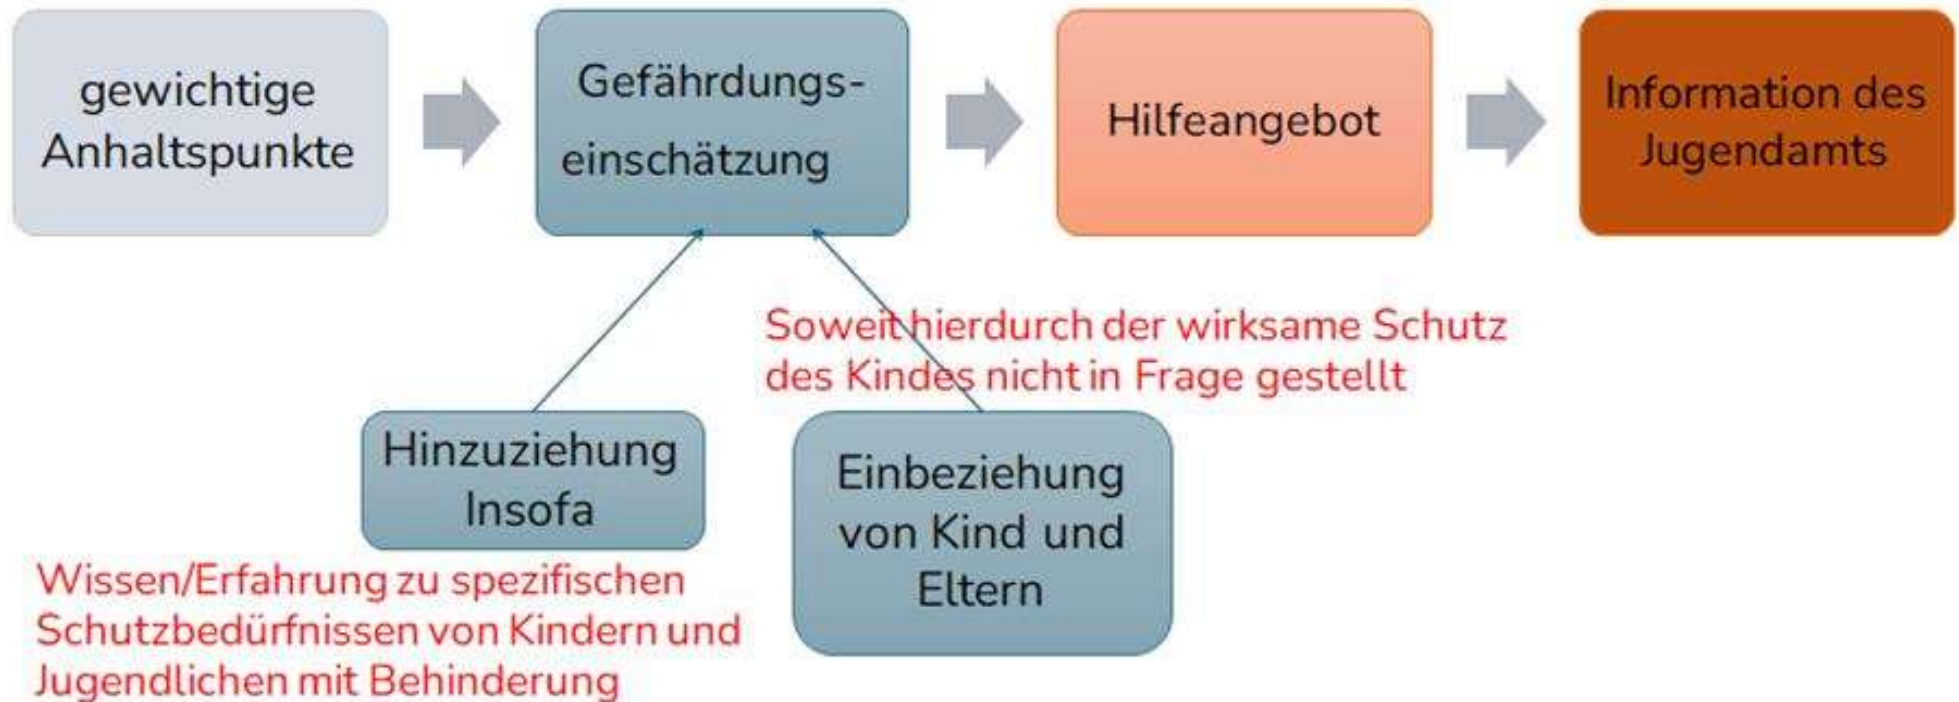 gewichtige
Anhaltspunkte
Gefährdungs-
einschätzung
Hilfeangebot
Information des
Jugendamts
Soweit hierdurch der wirksame Schutz
des Kindes nicht in Frage gestellt
Hinzuziehung
Insofa
Einbeziehung
von Kind und
Eltern
Wissen/Erfahrung zu spezifischen
Schutzbedürfnissen von Kindern und
Jugendlichen mit Behinderung